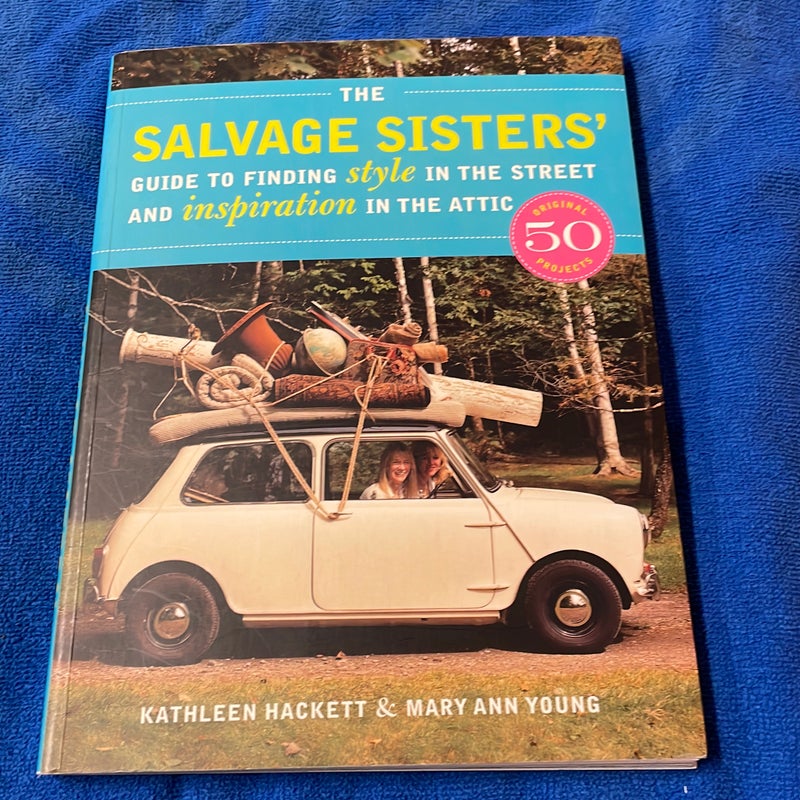 THE
SALVAGE SISTERS'
GUIDE TO FINDING style IN THE STREET
AND inspiration IN THE ATTIC
ORIGINAL
50
PROJECTS
KATHLEEN HACKETT & MARY ANN YOUNG